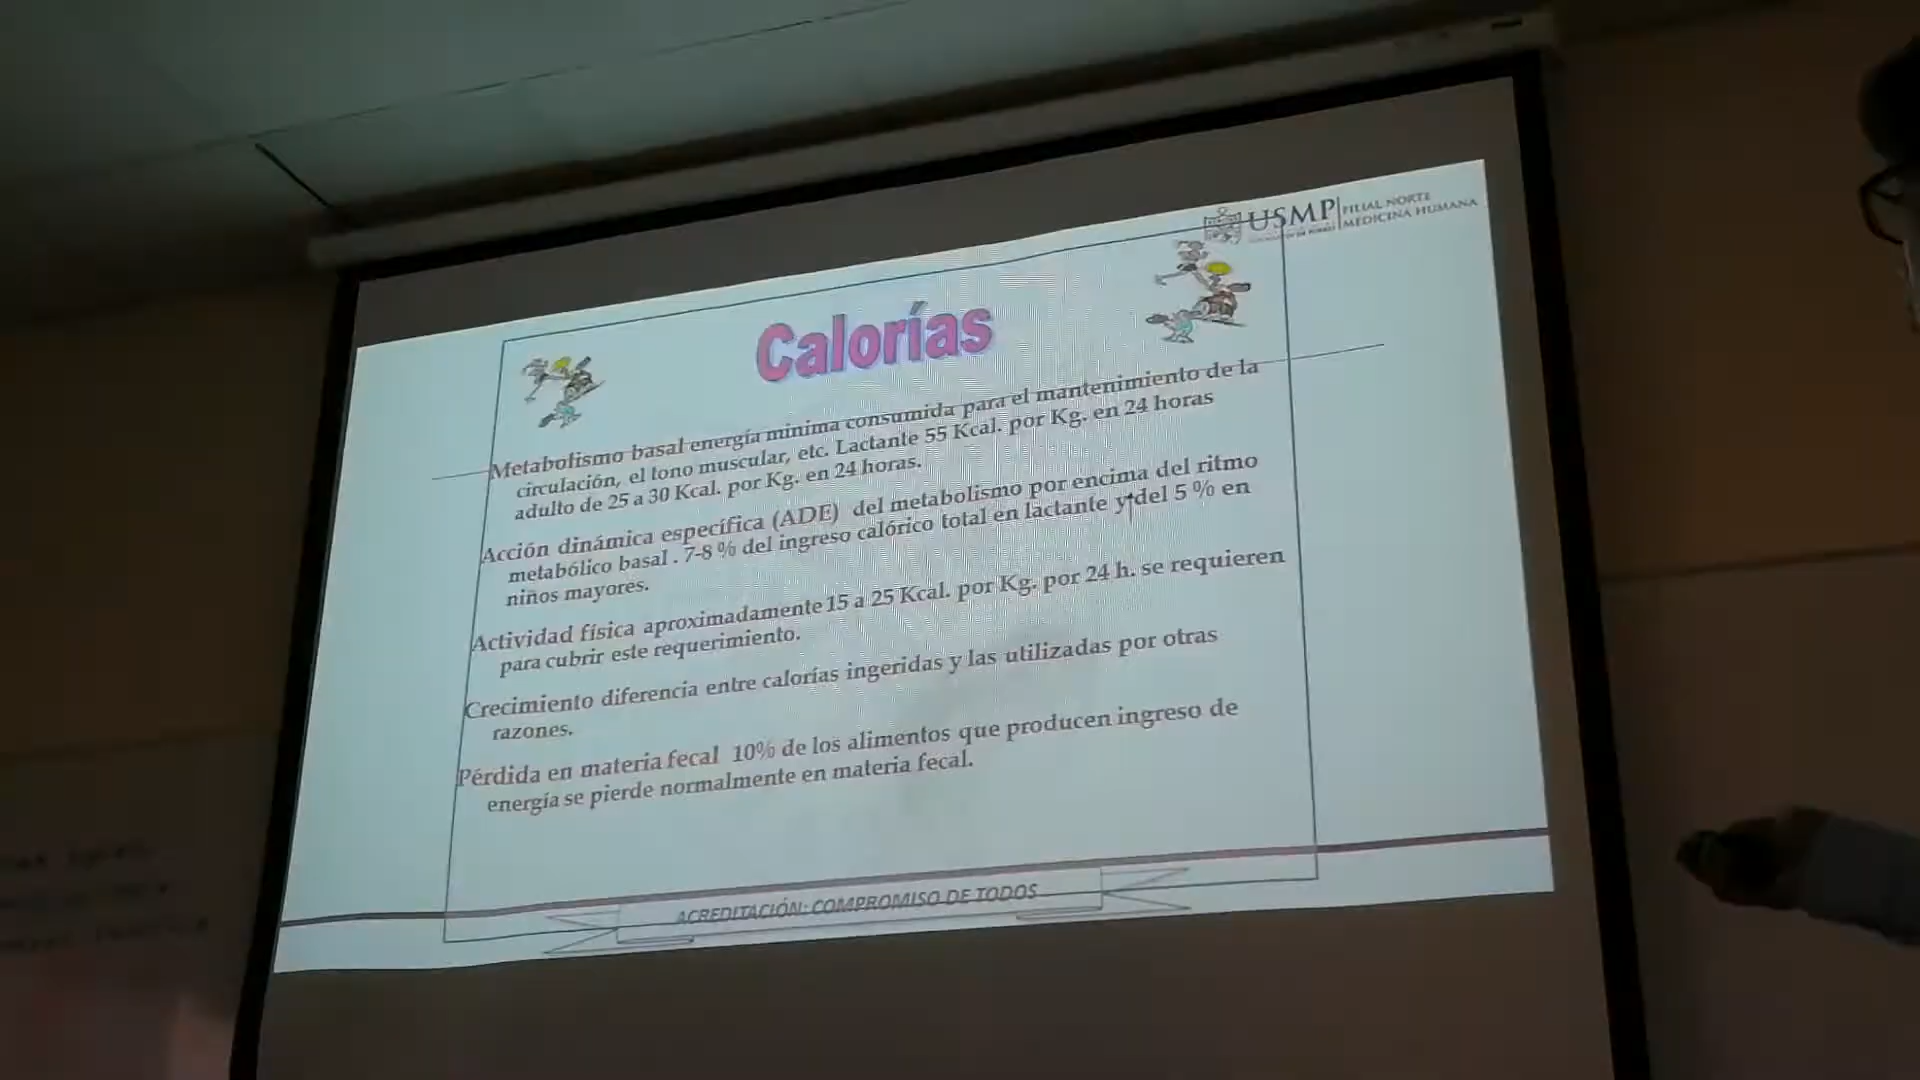 USMP
FILIAL NORTE
MEDICINA HUMANA
Calorías
Metabolismo basal energía minima consumida para el mantenimiento de la
circulación, el tono muscular, etc. Lactante 55 Kcal. por Kg. en 24 horas
adulto de 25 a 30 Kcal. por Kg. en 24 horas.
Acción dinámica específica (ADE) del metabolismo por encima del ritmo
metabólico basal . 7-8 % del ingreso calórico total en lactante y del 5 % en
niños mayores.
Actividad física aproximadamente 15 a 25 Kcal. por Kg. por 24 h. se requieren
para cubrir este requerimiento.
Crecimiento diferencia entre calorías ingeridas y las utilizadas por otras
razones.
Pérdida en materia fecal 10% de los alimentos que producen ingreso de
energía se pierde normalmente en materia fecal.
ACREDITACIÓN: COMPROMISO DE TODOS